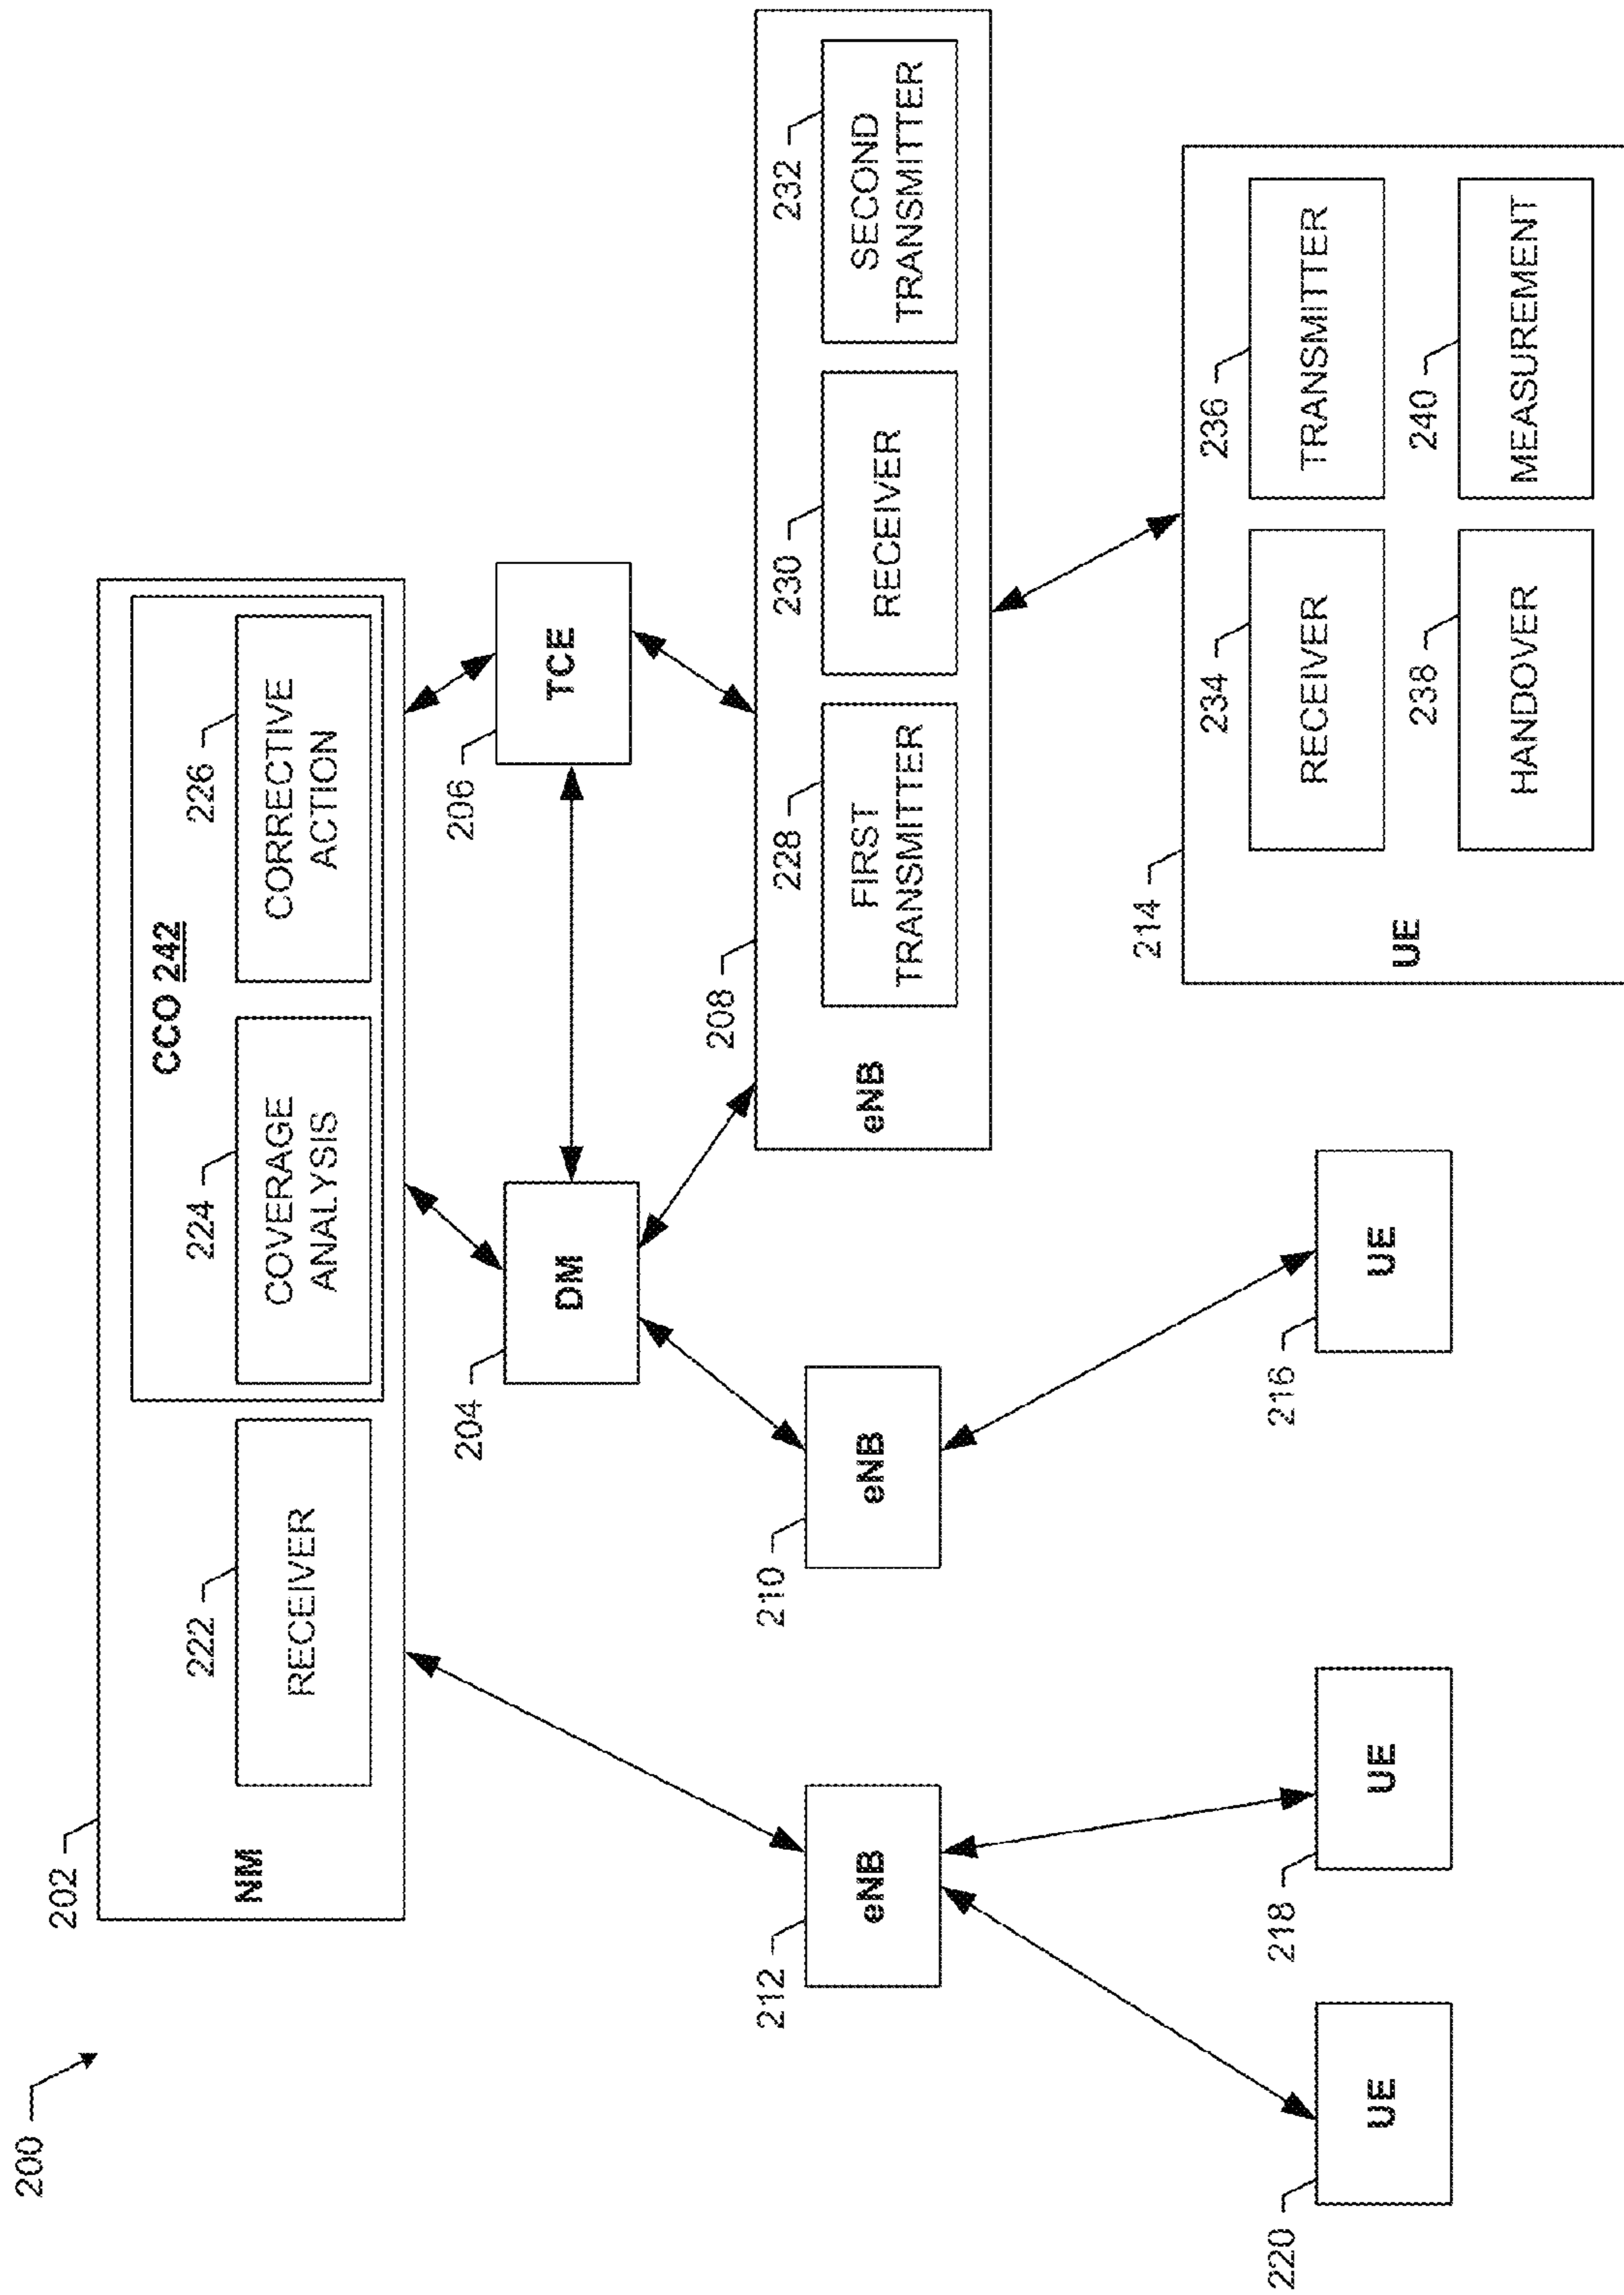 200
202
NM
222
RECEIVER
CCO 242
224
COVERAGE
ANALYSIS
226
CORRECTIVE
ACTION
204
DM
206
TCE
212
eNB
210
eNB
208
eNB
228
FIRST
TRANSMITTER
230
RECEIVER
232
SECOND
TRANSMITTER
220
UE
218
UE
216
UE
214
UE
234
RECEIVER
236
TRANSMITTER
238
HANDOVER
240
MEASUREMENT